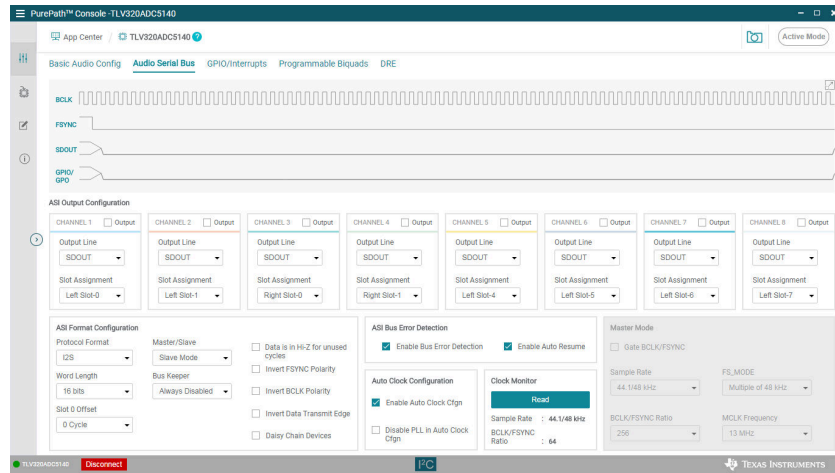 PurePath™ Console -TLV320ADC5140
App Center / TLV320ADC5140 ?
Active Mode
Basic Audio Config Audio Serial Bus GPIO/Interrupts Programmable Biquads DRE
BCLK
FSYNC
SDOUT
GPIO/
GPO
ASI Output Configuration
CHANNEL 1 Output CHANNEL 2 Output CHANNEL 3 Output CHANNEL 4 Output CHANNEL 5 Output CHANNEL 6 Output CHANNEL 7 Output CHANNEL 8 Output
Output Line Output Line Output Line Output Line Output Line Output Line Output Line Output Line
SDOUT SDOUT SDOUT SDOUT SDOUT SDOUT SDOUT SDOUT
Slot Assignment Slot Assignment Slot Assignment Slot Assignment Slot Assignment Slot Assignment Slot Assignment Slot Assignment
Left Slot-0 Left Slot-1 Right Slot-0 Right Slot-1 Left Slot-4 Left Slot-5 Left Slot-6 Left Slot-7
ASI Format Configuration
Protocol Format
I2S
Word Length
16 bits
Slot 0 Offset
0 Cycle
Master/Slave
Slave Mode
Bus Keeper
Always Disabled
Data is in Hi-Z for unused
cycles
Invert FSYNC Polarity
Invert BCLK Polarity
Invert Data Transmit Edge
Daisy Chain Devices
ASI Bus Error Detection
Enable Bus Error Detection Enable Auto Resume
Auto Clock Configuration
Enable Auto Clock Cfgn
Disable PLL in Auto Clock
Cfgn
Clock Monitor
Read
Sample Rate : 44.1/48 kHz
BCLK/FSYNC
Ratio : 64
Master Mode
Gate BCLK/FSYNC
Sample Rate FS_MODE
44.1/48 kHz Multiple of 48 kHz
BCLK/FSYNC Ratio MCLK Frequency
256 13 MHz
TLV320ADC5140 Disconnect I²C TEXAS INSTRUMENTS